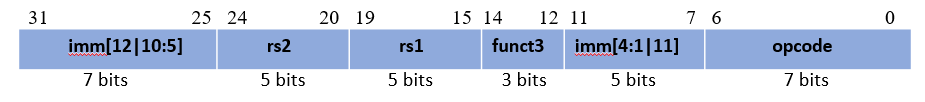 31 25 24 20 19 15 14 12 11 7 6 0
imm[12|10:5] rs2 rs1 funct3 imm[4:1|11] opcode
7 bits 5 bits 5 bits 3 bits 5 bits 7 bits